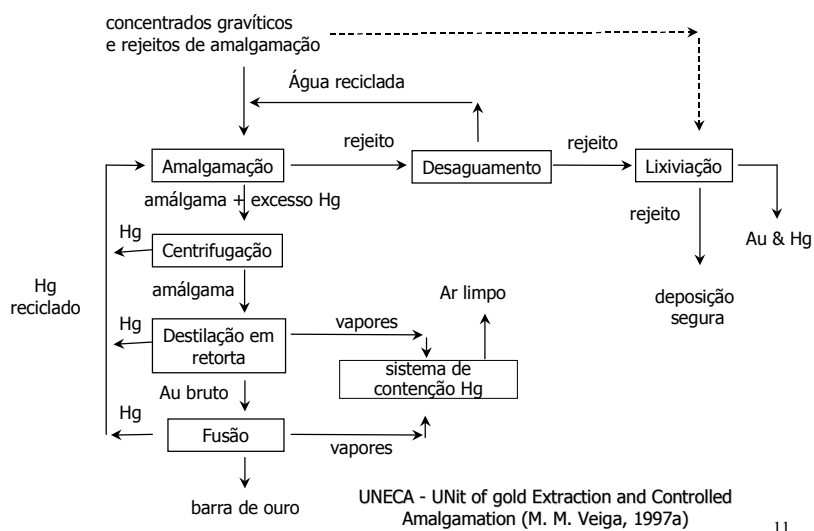 concentrados gravíticos
e rejeitos de amalgamação
Água reciclada
rejeito
rejeito
Amalgamação
Desaguamento
Lixiviação
amálgama + excesso Hg
rejeito
Au & Hg
Hg
Centrifugação
Hg
reciclado
amálgama
Ar limpo
deposição
segura
Hg
Destilação em
retorta
vapores
sistema de
contenção Hg
Au bruto
Hg
Fusão
vapores
barra de ouro
UNECA - UNit of gold Extraction and Controlled
Amalgamation (M. M. Veiga, 1997a)
11